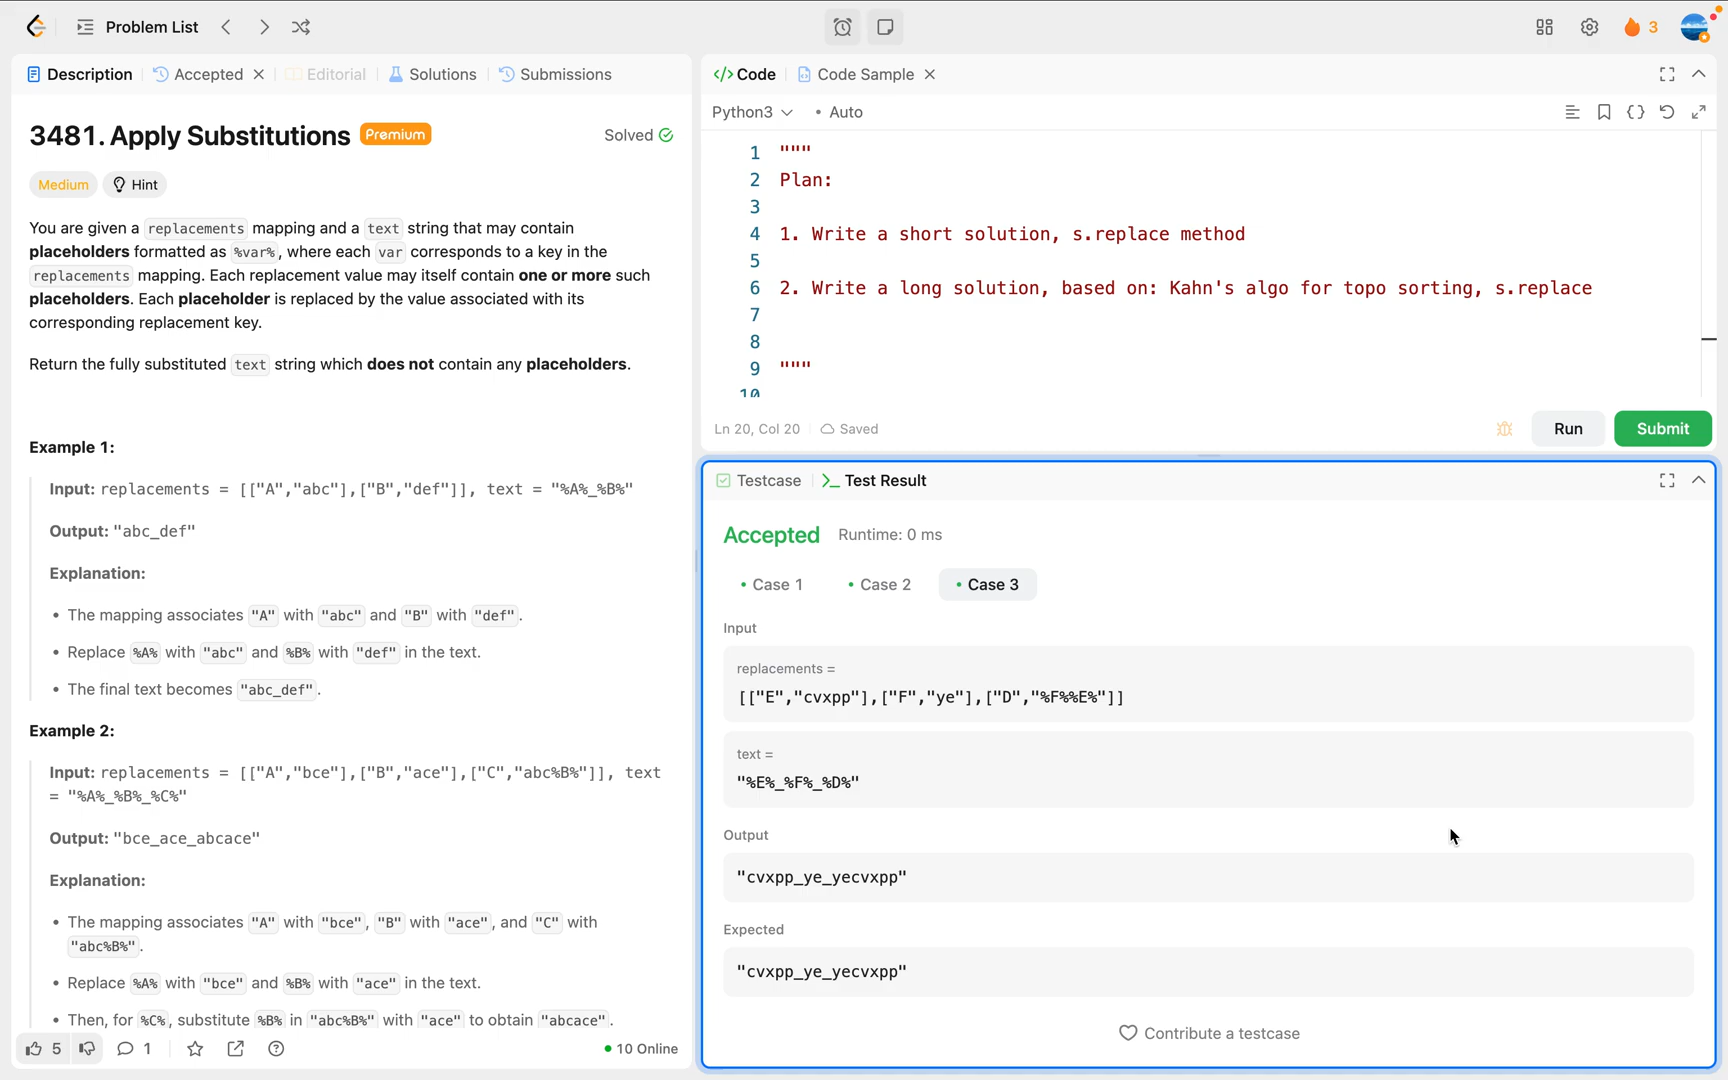 Problem List
3
Description
Accepted
Editorial
Solutions
Submissions
3481. Apply Substitutions
Premium
Solved
Medium
Hint
You are given a replacements mapping and a text string that may contain
placeholders formatted as %var%, where each var corresponds to a key in the
replacements mapping. Each replacement value may itself contain one or more such
placeholders. Each placeholder is replaced by the value associated with its
corresponding replacement key.
Return the fully substituted text string which does not contain any placeholders.
Example 1:
Input: replacements = [["A","abc"],["B","def"]], text = "%A%_%B%"
Output: "abc_def"
Explanation:
• The mapping associates "A" with "abc" and "B" with "def".
• Replace %A% with "abc" and %B% with "def" in the text.
• The final text becomes "abc_def".
Example 2:
Input: replacements = [["A","bce"],["B","ace"],["C","abc%B%"]], text
= "%A%_%B%_%C%"
Output: "bce_ace_abcace"
Explanation:
• The mapping associates "A" with "bce", "B" with "ace", and "C" with
"abc%B%".
• Replace %A% with "bce" and %B% with "ace" in the text.
• Then, for %C%, substitute %B% in "abc%B%" with "ace" to obtain "abcace".
5
1
10 Online
</> Code
Code Sample
Python3
• Auto
1 """
2 Plan:
3
4 1. Write a short solution, s.replace method
5
6 2. Write a long solution, based on: Kahn's algo for topo sorting, s.replace
7
8
9 """
10
Ln 20, Col 20
Saved
Run
Submit
Testcase
Test Result
Accepted
Runtime: 0 ms
• Case 1
• Case 2
• Case 3
Input
replacements =
[["E","cvxpp"],["F","ye"],["D","%F%%E%"]]
text =
"%E%_%F%_%D%"
Output
"cvxpp_ye_yecvxpp"
Expected
"cvxpp_ye_yecvxpp"
Contribute a testcase